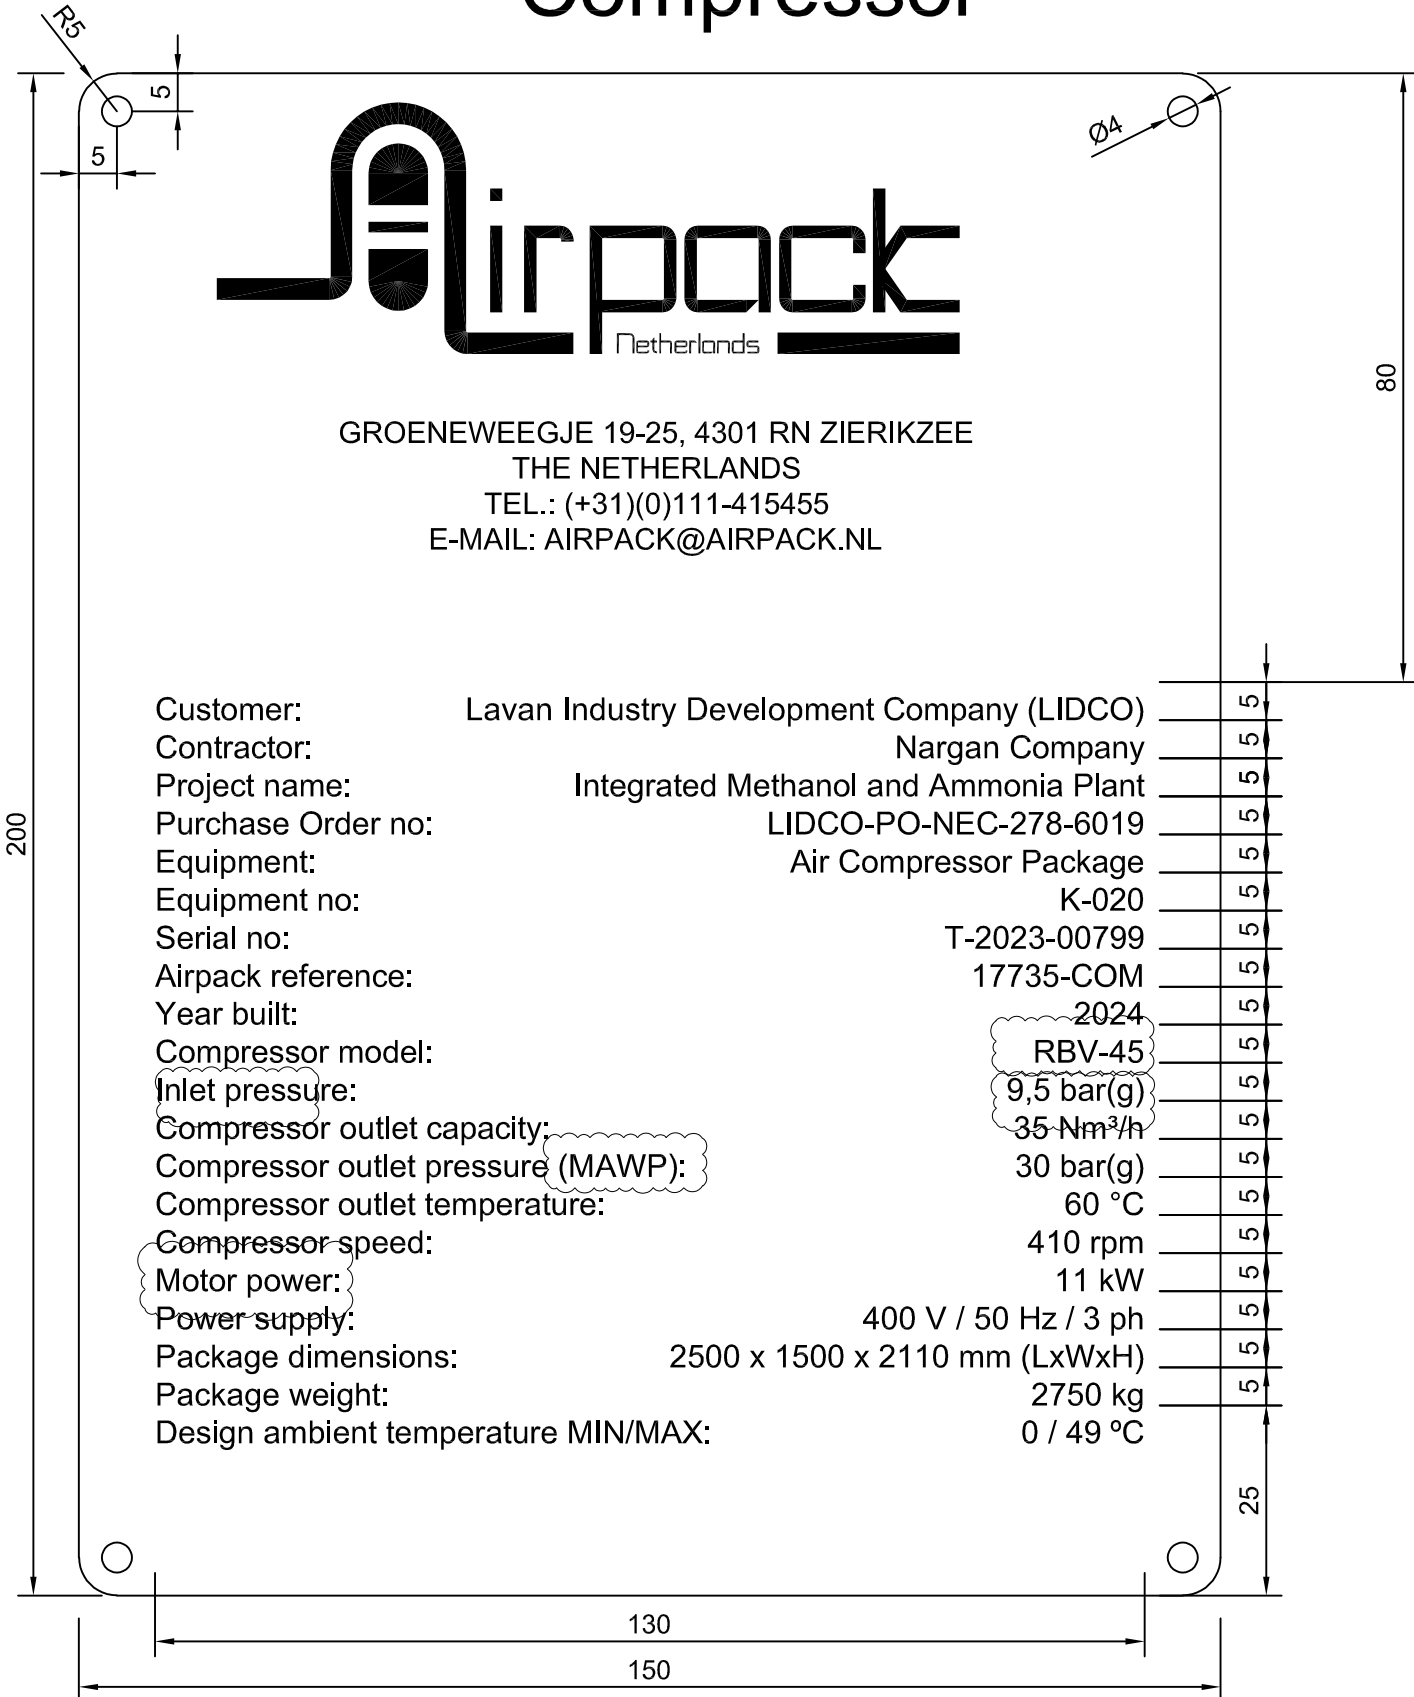 Compressor
R5
5
5
Ø4
Airpack
Netherlands
80
GROENEWEEGJE 19-25, 4301 RN ZIERIKZEE
THE NETHERLANDS
TEL.: (+31)(0)111-415455
E-MAIL: AIRPACK@AIRPACK.NL
Customer: Lavan Industry Development Company (LIDCO) 5
Contractor: Nargan Company 5
Project name: Integrated Methanol and Ammonia Plant 5
Purchase Order no: LIDCO-PO-NEC-278-6019 5
200
Equipment: Air Compressor Package 5
Equipment no: K-020 5
Serial no: T-2023-00799 5
Airpack reference: 17735-COM 5
Year built: 2024 5
Compressor model: RBV-45 5
Inlet pressure: 9,5 bar(g) 5
Compressor outlet capacity: 35 Nm³/h 5
Compressor outlet pressure (MAWP): 30 bar(g) 5
Compressor outlet temperature: 60 °C 5
Compressor speed: 410 rpm 5
Motor power: 11 kW 5
Power supply: 400 V / 50 Hz / 3 ph 5
Package dimensions: 2500 x 1500 x 2110 mm (LxWxH) 5
Package weight: 2750 kg 5
Design ambient temperature MIN/MAX: 0 / 49 ºC
25
130
150